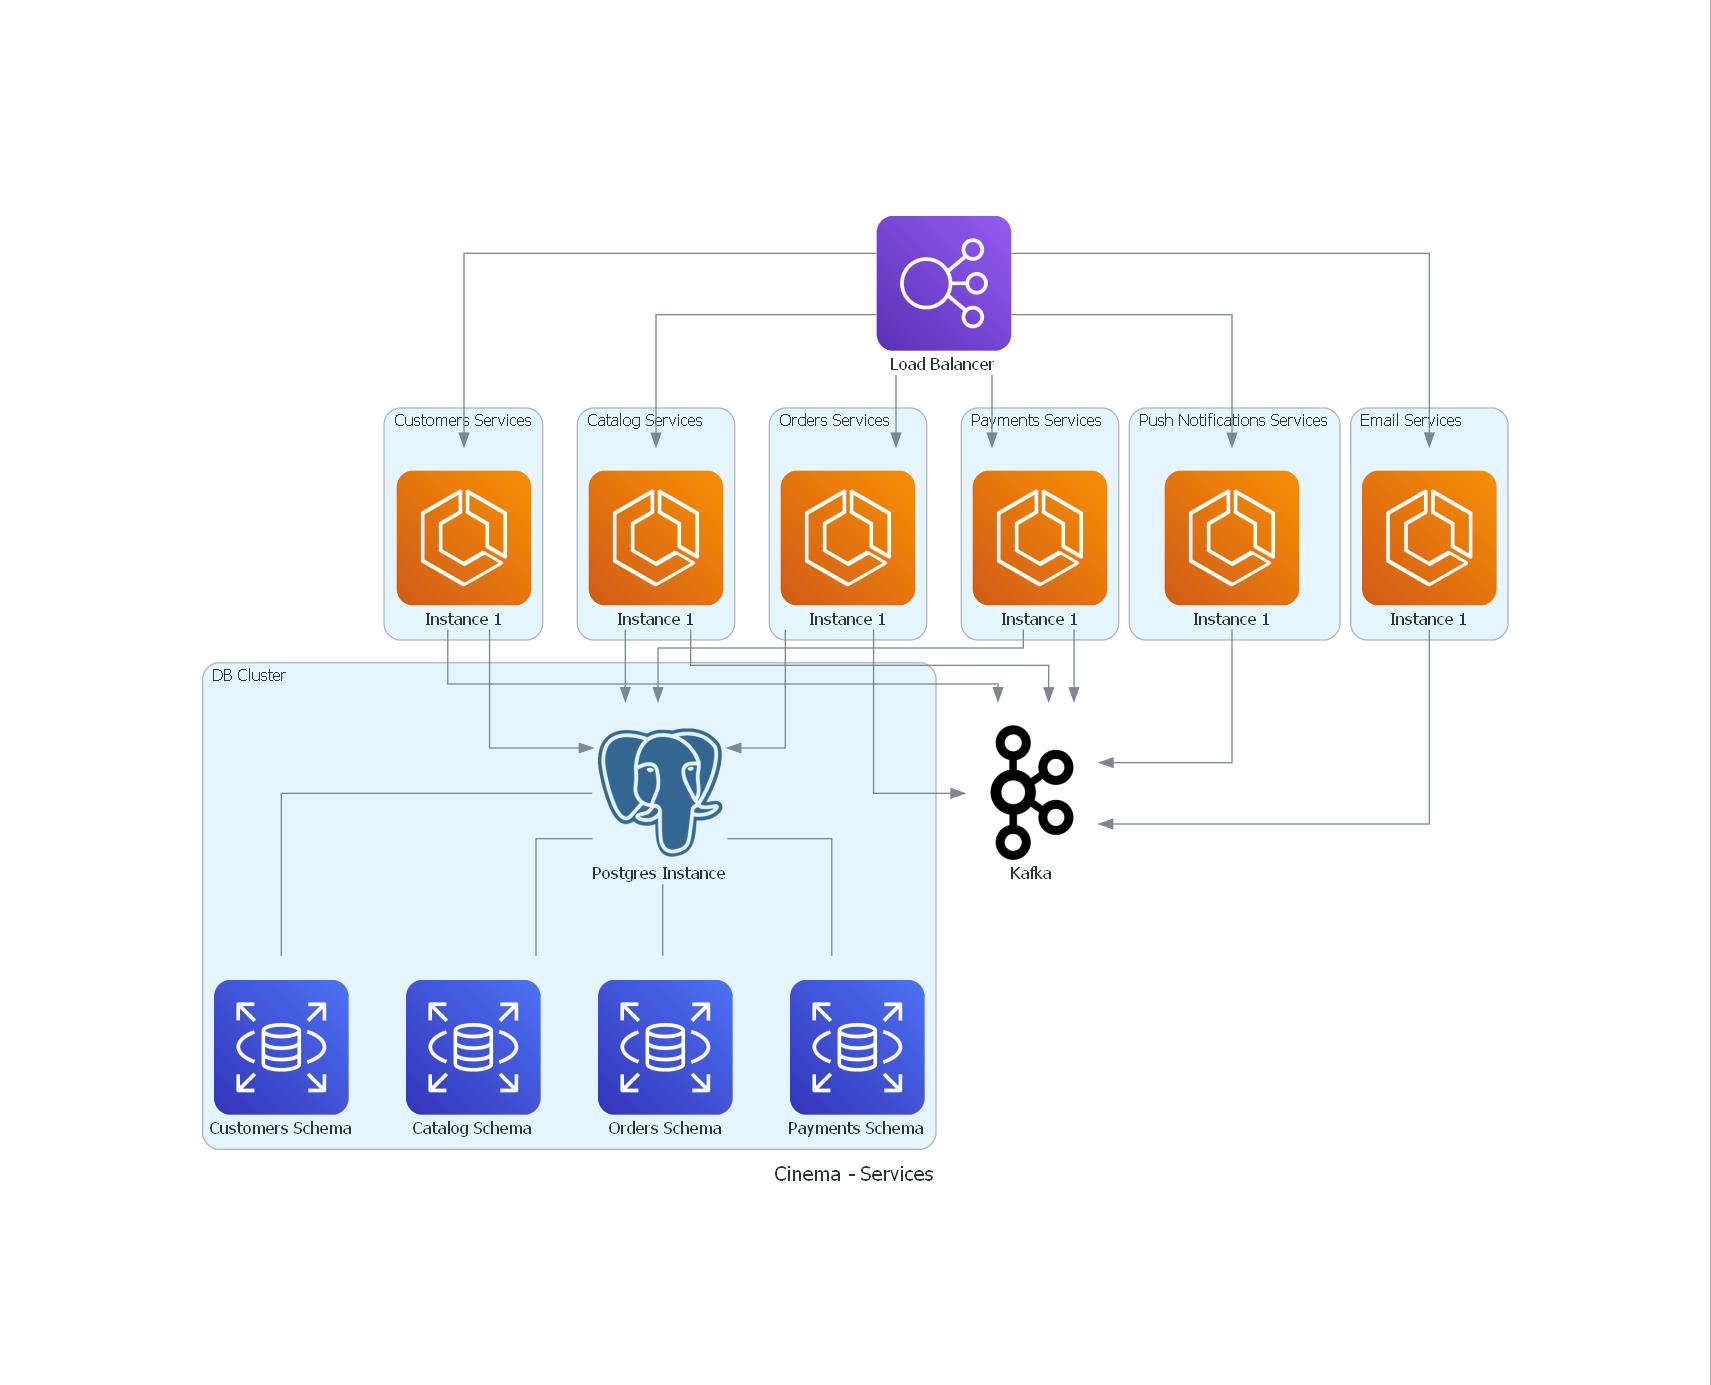 Load Balancer
Customers Services
Catalog Services
Orders Services
Payments Services
Push Notifications Services
Email Services
Instance 1
Instance 1
Instance 1
Instance 1
Instance 1
Instance 1
DB Cluster
Postgres Instance
Kafka
Customers Schema
Catalog Schema
Orders Schema
Payments Schema
Cinema - Services